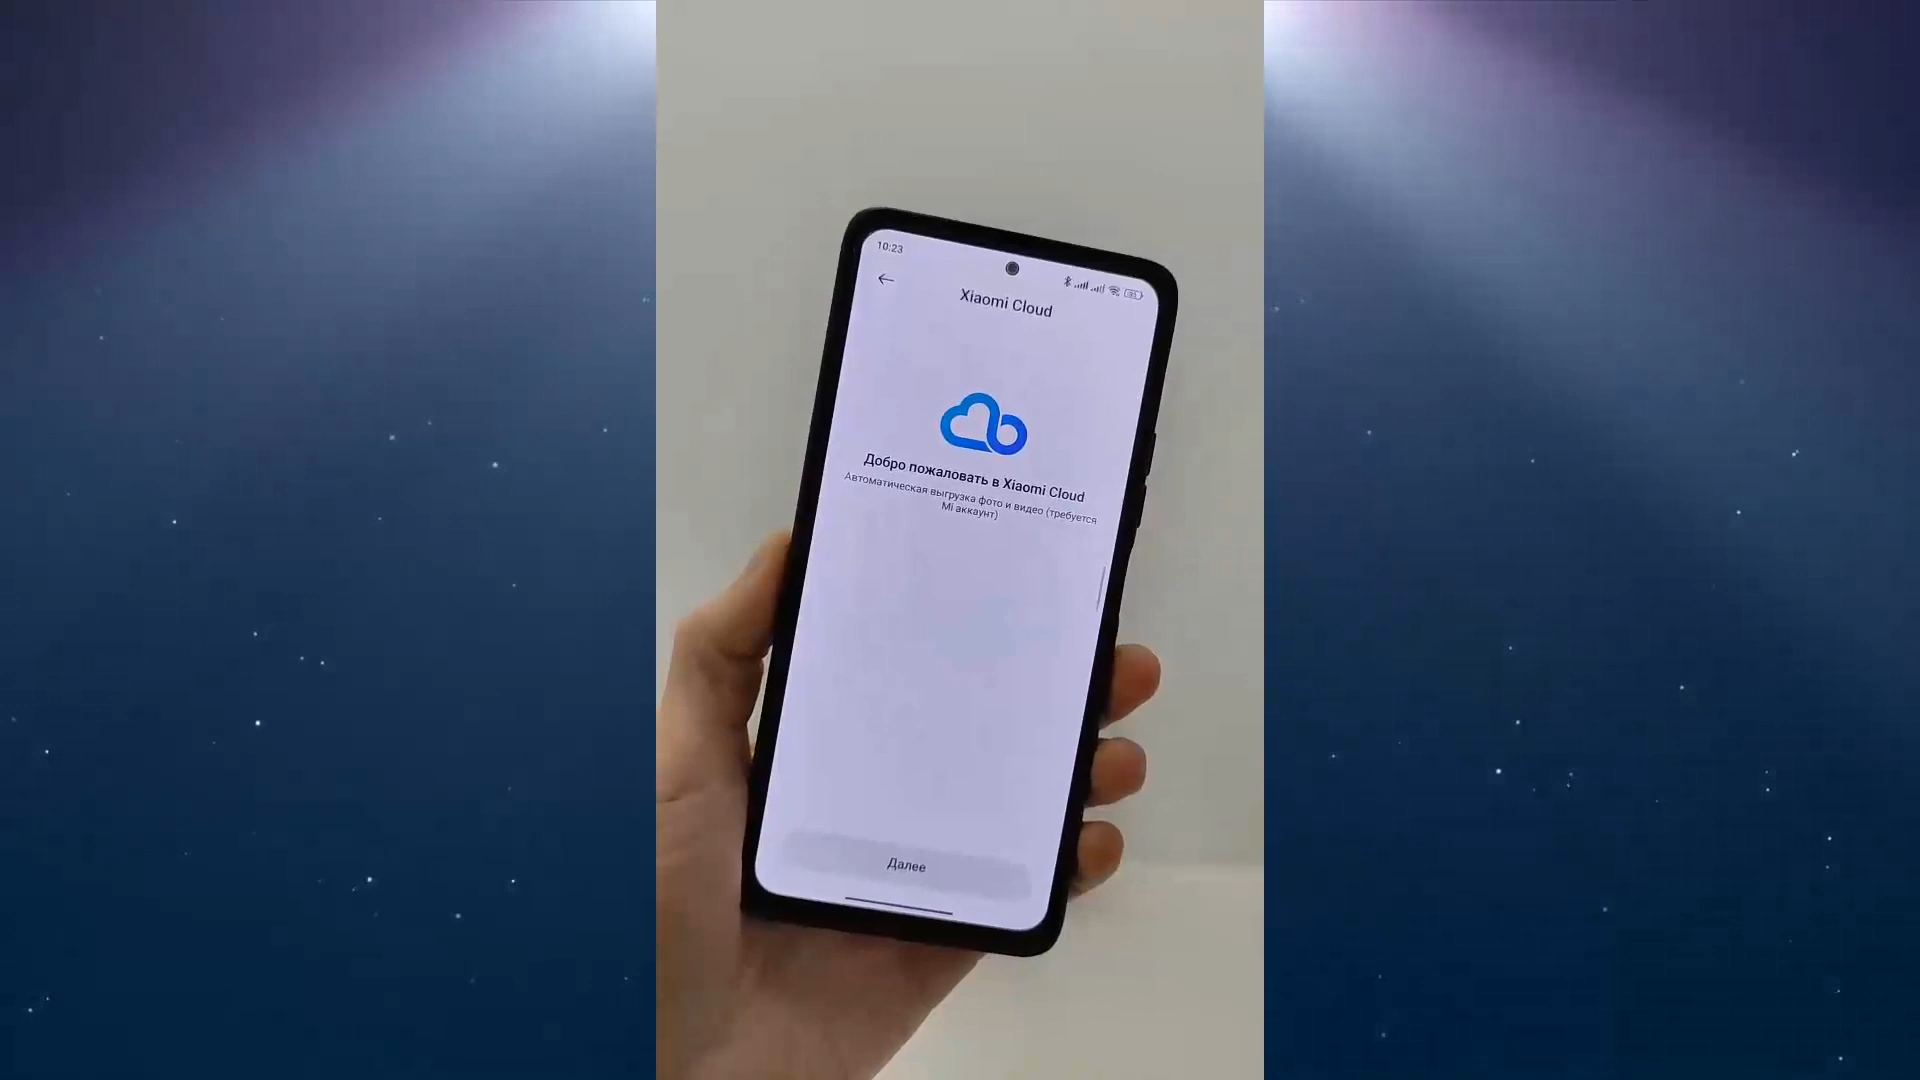 10:23
Xiaomi Cloud
Добро пожаловать в Xiaomi Cloud
Автоматическая выгрузка фото и видео (требуется
Mi аккаунт)
Далее